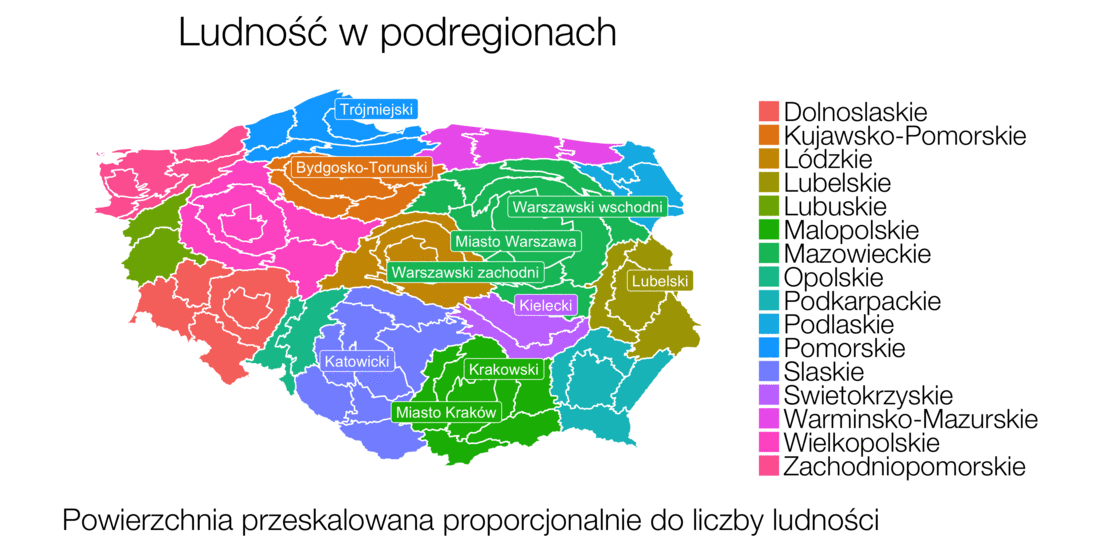 Ludność w podregionach
Trójmiejski
Bydgosko-Torunski
Warszawski wschodni
Miasto Warszawa
Warszawski zachodni
Lubelski
Kielecki
Katowicki
Krakowski
Miasto Kraków
Dolnoslaskie
Kujawsko-Pomorskie
Lódzkie
Lubelskie
Lubuskie
Malopolskie
Mazowieckie
Opolskie
Podkarpackie
Podlaskie
Pomorskie
Slaskie
Swietokrzyskie
Warminsko-Mazurskie
Wielkopolskie
Zachodniopomorskie
Powierzchnia przeskalowana proporcjonalnie do liczby ludności